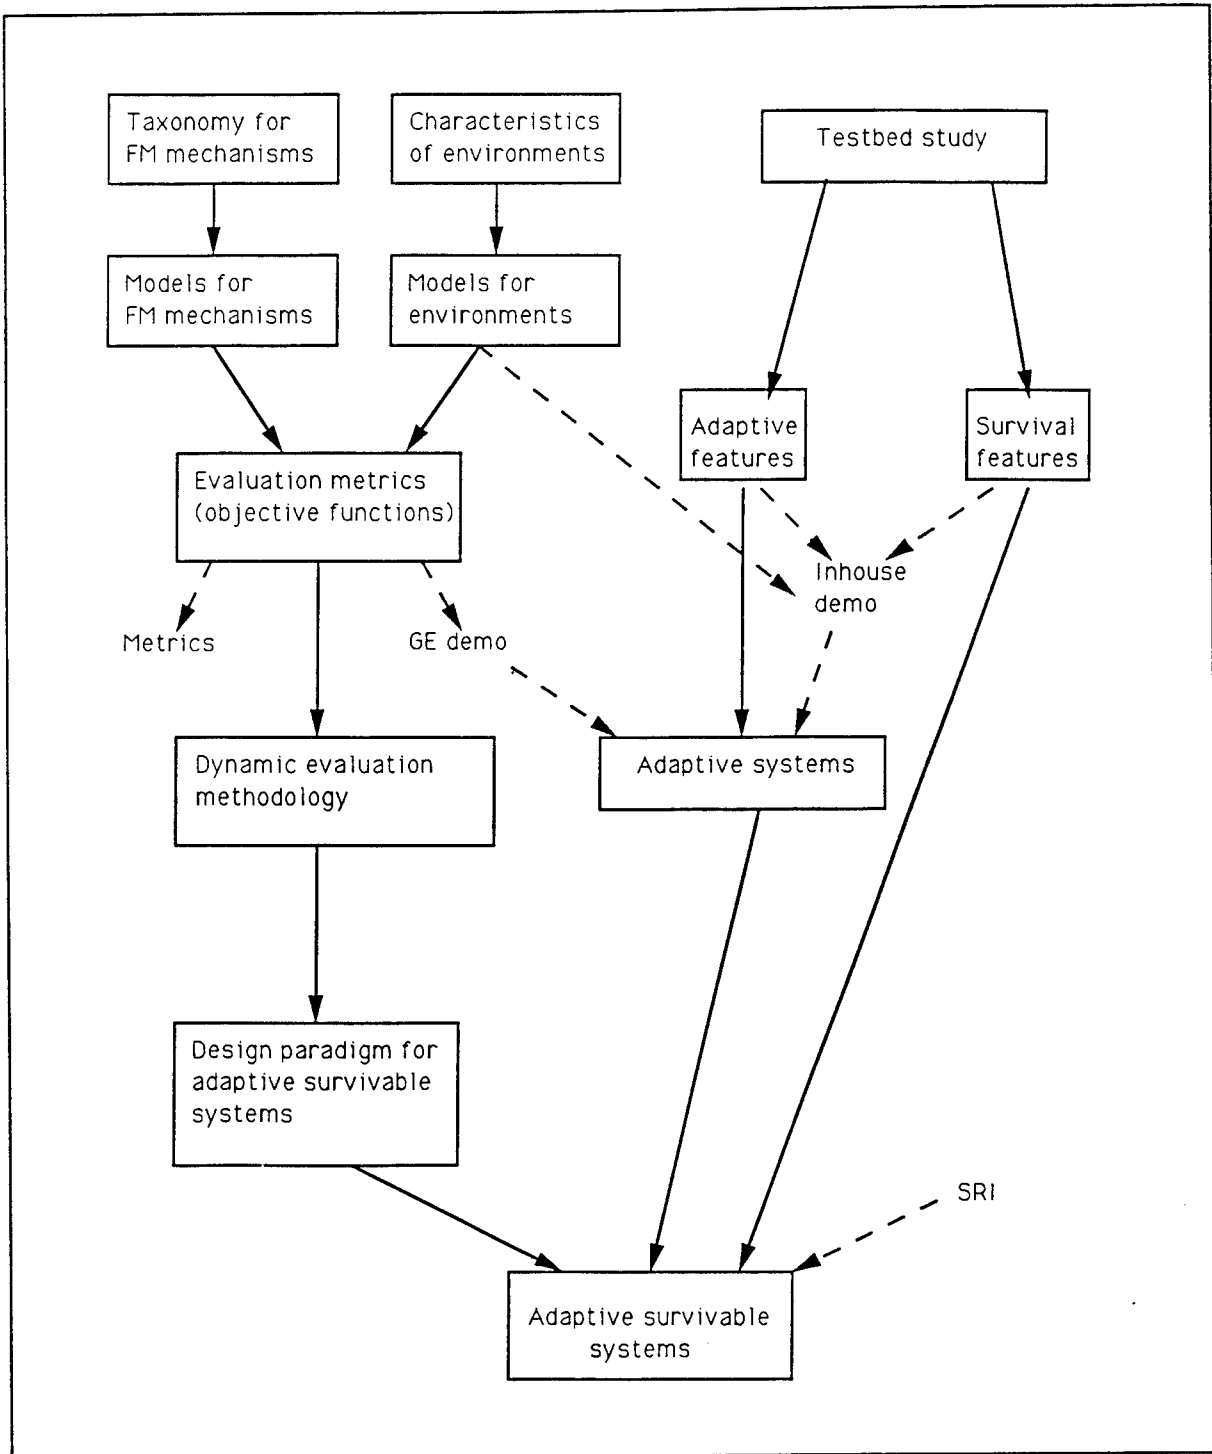 Taxonomy for
FM mechanisms
Characteristics
of environments
Testbed study
Models for
FM mechanisms
Models for
environments
Adaptive
features
Survival
features
Evaluation metrics
(objective functions)
Inhouse
demo
Metrics
GE demo
Dynamic evaluation
methodology
Adaptive systems
Design paradigm for
adaptive survivable
systems
SRI
Adaptive survivable
systems